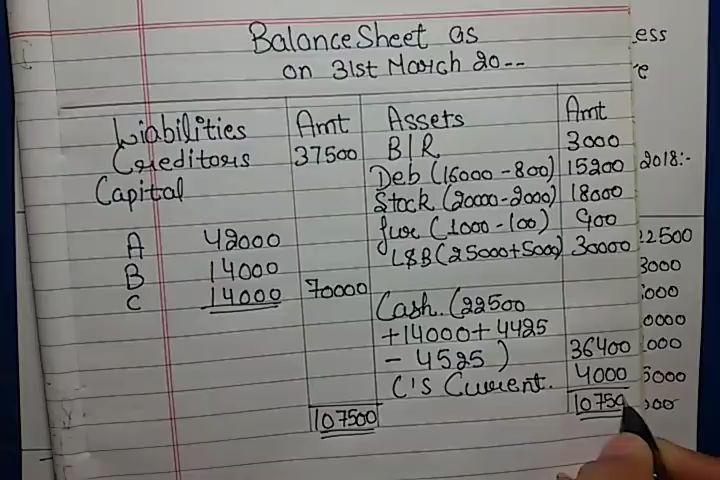 Balance Sheet as
on 31st March 20--
Liabilities Amt Assets Amt
Creditors 37500 B/R 3000
Capital Deb (16000-800) 15200
Stock (20000-2000) 18000
fur (1000-100) 900
A 42000 L&B (25000+5000) 30000
B 14000
C 14000 70000
Cash (22500
+14000+4425
- 4525) 36400
C's Current. 4000
107500 1075
ess
e
2018:-
22500
3000
000
0000
000
5000
00